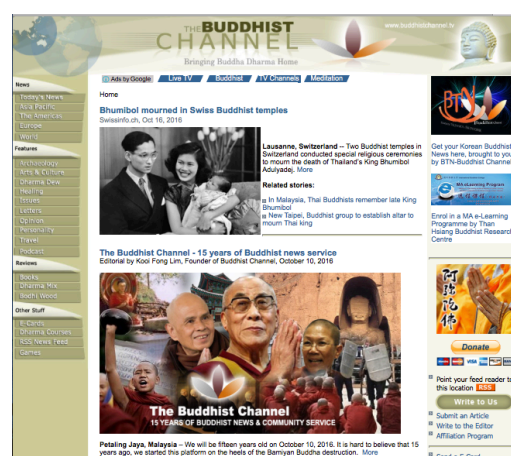 THE BUDDHIST
CHANNEL
Bringing Buddha Dharma Home
www.buddhistchannel.tv
Ads by Google
Live TV
Buddhist
TV Channels
Meditation
Home
News
Today's News
Asia Pacific
The Americas
Europe
World
Features
Archaeology
Arts & Culture
Dharma Dew
Healing
Issues
Letters
Opinion
Personality
Travel
Podcast
Reviews
Books
Dharma Mix
Bodhi Wood
Other Stuff
E-Cards
Dharma Courses
RSS News Feed
Games
Bhumibol mourned in Swiss Buddhist temples
Swissinfo.ch, Oct 16, 2016
Lausanne, Switzerland -- Two Buddhist temples in
Switzerland conducted special religious ceremonies
to mourn the death of Thailand's King Bhumibol
Adulyadej. More
Related stories:
In Malaysia, Thai Buddhists remember late King
Bhumibol
New Taipei, Buddhist group to establish altar to
mourn Thai king
The Buddhist Channel - 15 years of Buddhist news service
Editorial by Kooi Fong Lim, Founder of Buddhist Channel, October 10, 2016
The Buddhist Channel
15 YEARS OF BUDDHIST NEWS & COMMUNITY SERVICE
Petaling Jaya, Malaysia – We will be fifteen years old on October 10, 2016. It is hard to believe that 15
years ago, we started this platform on the heels of the Bamiyan Buddha destruction. More
BTN
Get your Korean Buddhist
News here, brought to you
by BTN-Buddhist Channel
MA eLearning Program
Enrol in a MA e-Learning
Programme by Than
Hsiang Buddhist Research
Centre
阿
弥
陀
佛
Donate
VISA
Point your feed reader to
this location RSS
Write to Us
Submit an Article
Write to the Editor
Affiliation Program
Send a E-Card